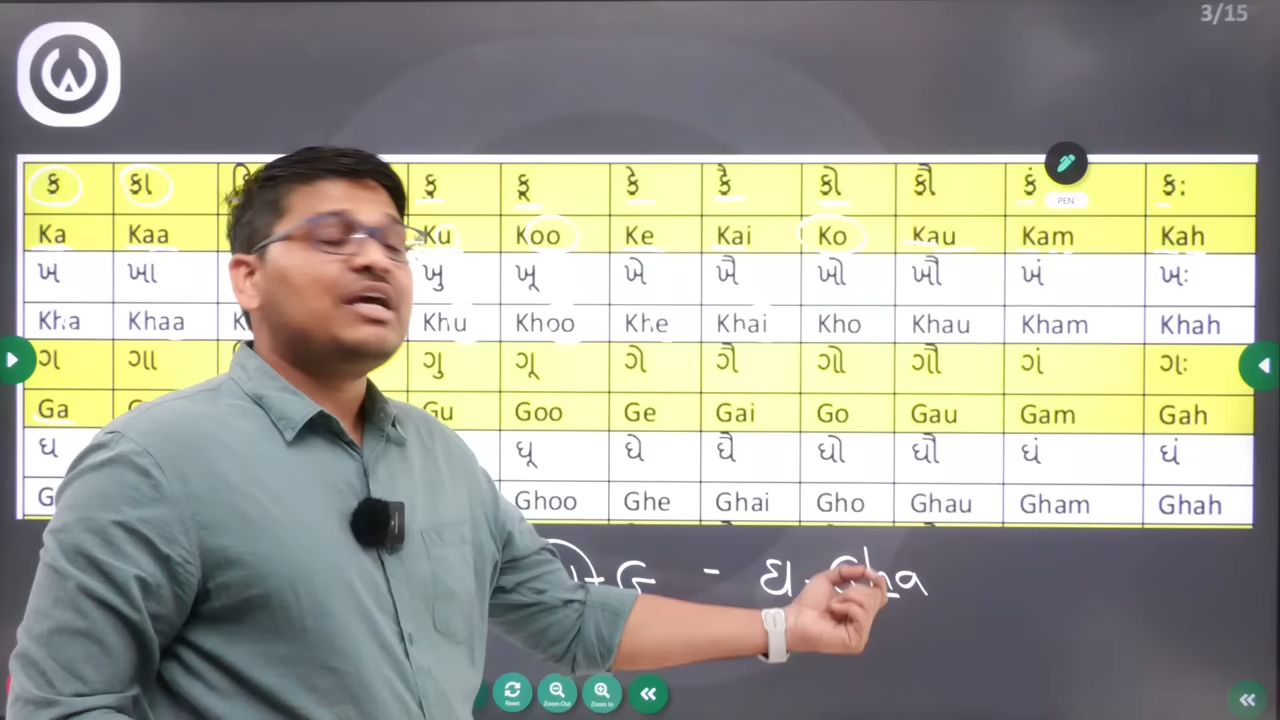 3/15
ક કા કુ કૂ કે કૈ કો કૌ કં કઃ
PEN
Ka Kaa Ku Koo Ke Kai Ko Kau Kam Kah
ખ ખા ખુ ખૂ ખે ખૈ ખો ખૌ ખં ખઃ
Kha Khaa Khu Khoo Khe Khai Kho Khau Kham Khah
ગ ગા ગુ ગૂ ગે ગૈ ગો ગૌ ગં ગઃ
Ga Gu Goo Ge Gai Go Gau Gam Gah
ઘ ઘૂ ઘે ઘૈ ઘો ઘૌ ઘં ઘં
Ghoo Ghe Ghai Gho Ghau Gham Ghah
- ઘ - Gha
Reset Zoom Out Zoom In